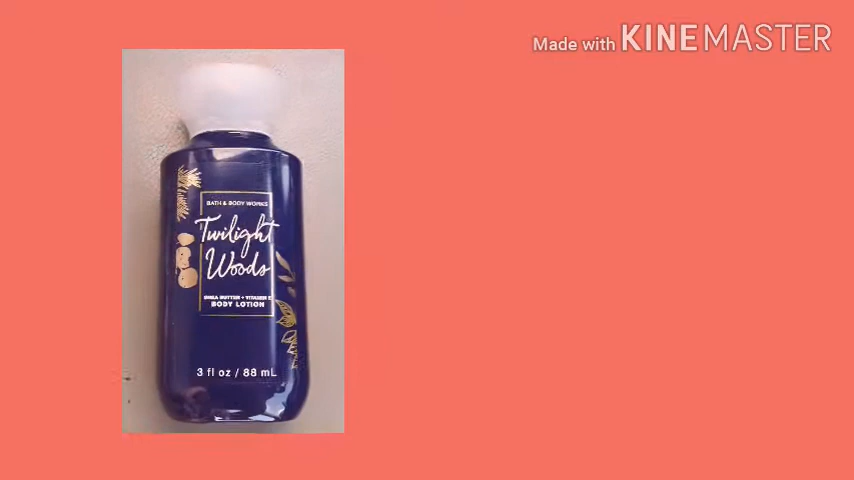 Made with KINEMASTER
BATH & BODY WORKS
Twilight
Woods
SHEA BUTTER + VITAMIN E
BODY LOTION
3 fl oz / 88 mL